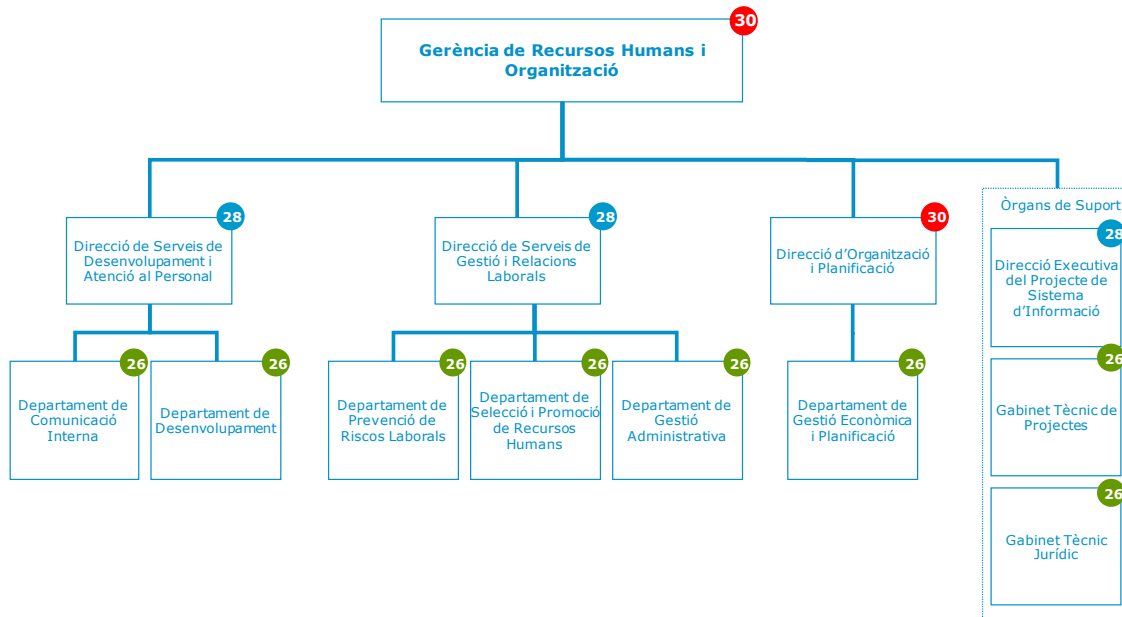 30
Gerència de Recursos Humans i
Organització
28
Direcció de Serveis de
Desenvolupament i
Atenció al Personal
28
Direcció de Serveis de
Gestió i Relacions
Laborals
30
Direcció d'Organització
i Planificació
Òrgans de Suport
28
Direcció Executiva
del Projecte de
Sistema
d'Informació
26
Departament de
Comunicació
Interna
26
Departament de
Desenvolupament
26
Departament de
Prevenció de
Riscos Laborals
26
Departament de
Selecció i Promoció
de Recursos
Humans
26
Departament de
Gestió
Administrativa
26
Departament de
Gestió Econòmica
i Planificació
26
Gabinet Tècnic de
Projectes
26
Gabinet Tècnic
Jurídic